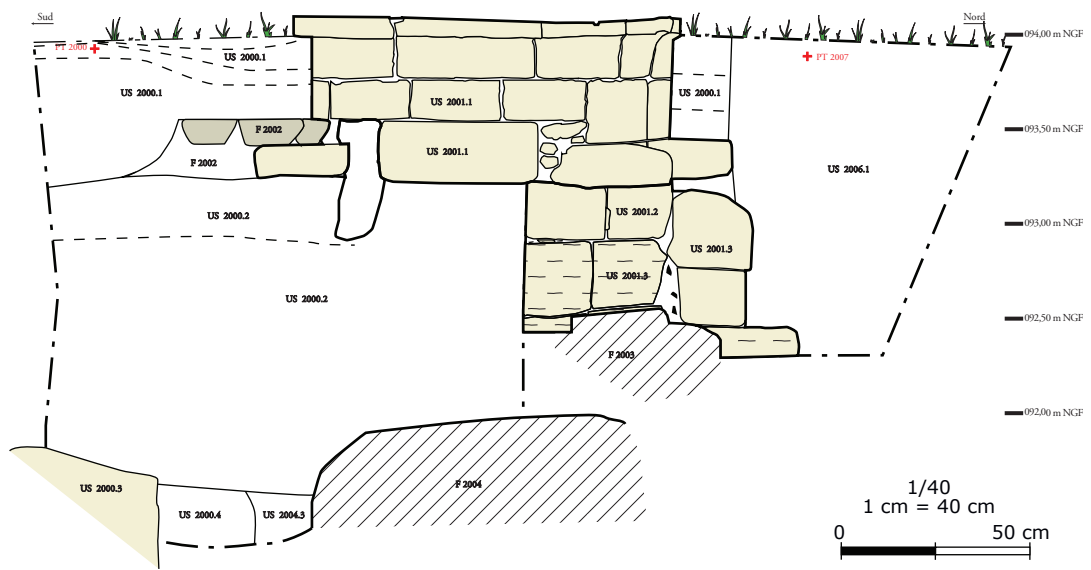 Sud
Nord
094,00 m NGF
PT 2000
US 2000.1
PT 2007
US 2000.1
US 2001.1
US 2000.1
093,50 m NGF
F 2002
F 2002
US 2001.1
US 2006.1
US 2000.2
US 2001.2
093,00 m NGF
US 2001.3
US 2001.3
US 2000.2
092,50 m NGF
F 2003
092,00 m NGF
US 2000.3
F 2004
US 2000.4
US 2004.3
1/40
1 cm = 40 cm
0
50 cm